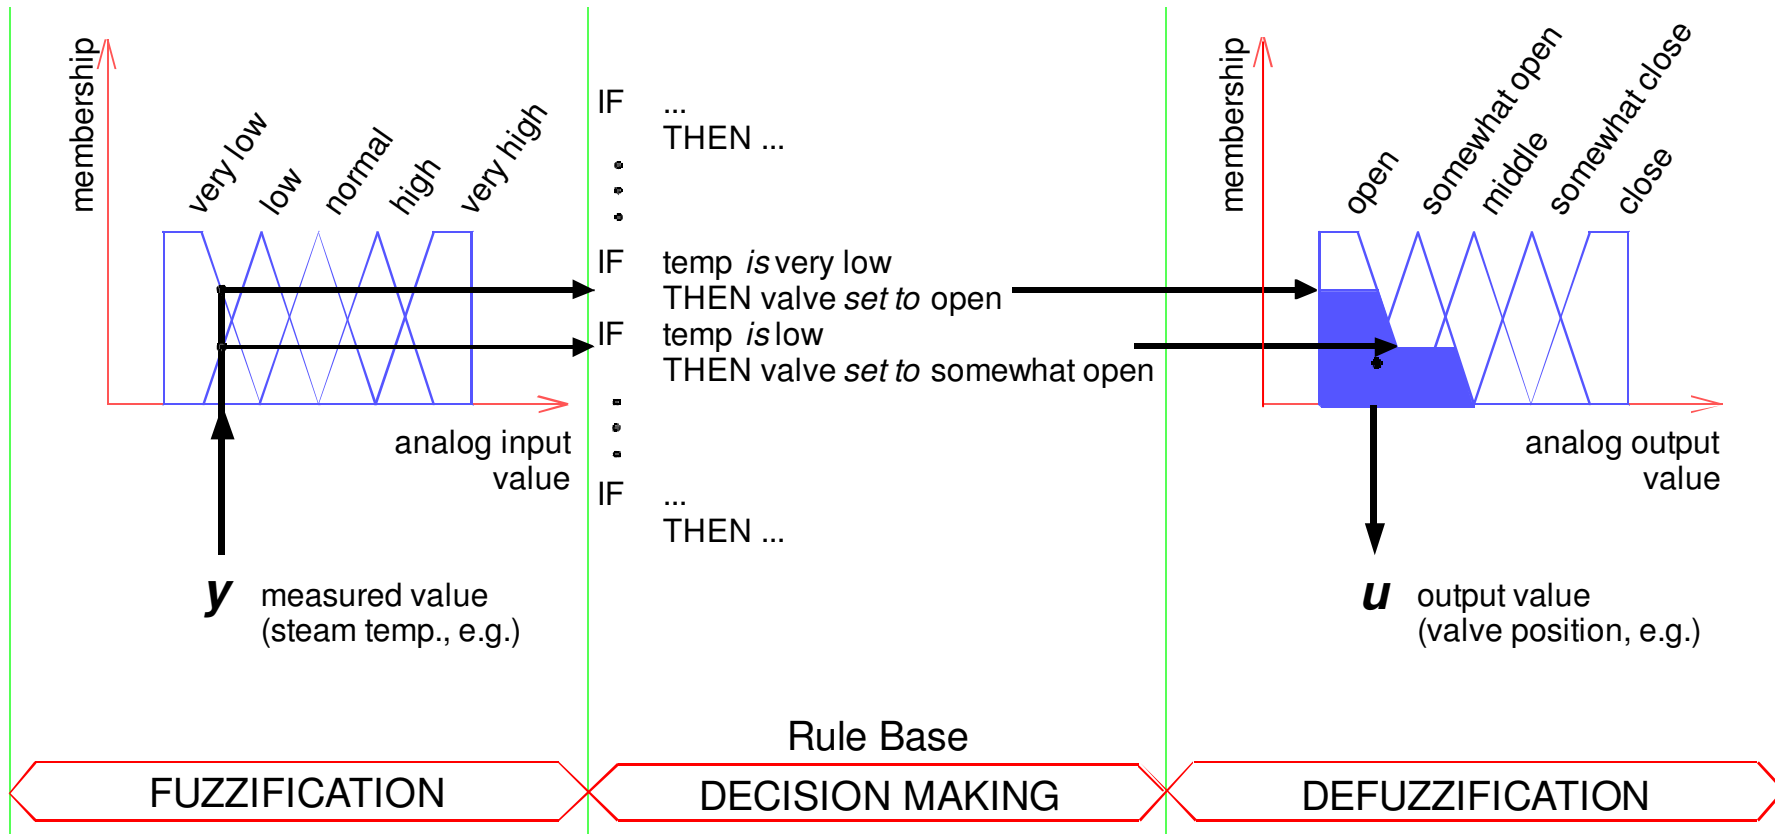 membership
very low
low
normal
high
very high
analog input
value
y
measured value
(steam temp., e.g.)
FUZZIFICATION
IF ...
THEN ...
IF temp is very low
THEN valve set to open
IF temp is low
THEN valve set to somewhat open
IF ...
THEN ...
Rule Base
DECISION MAKING
membership
open
somewhat open
middle
somewhat close
close
analog output
value
u
output value
(valve position, e.g.)
DEFUZZIFICATION